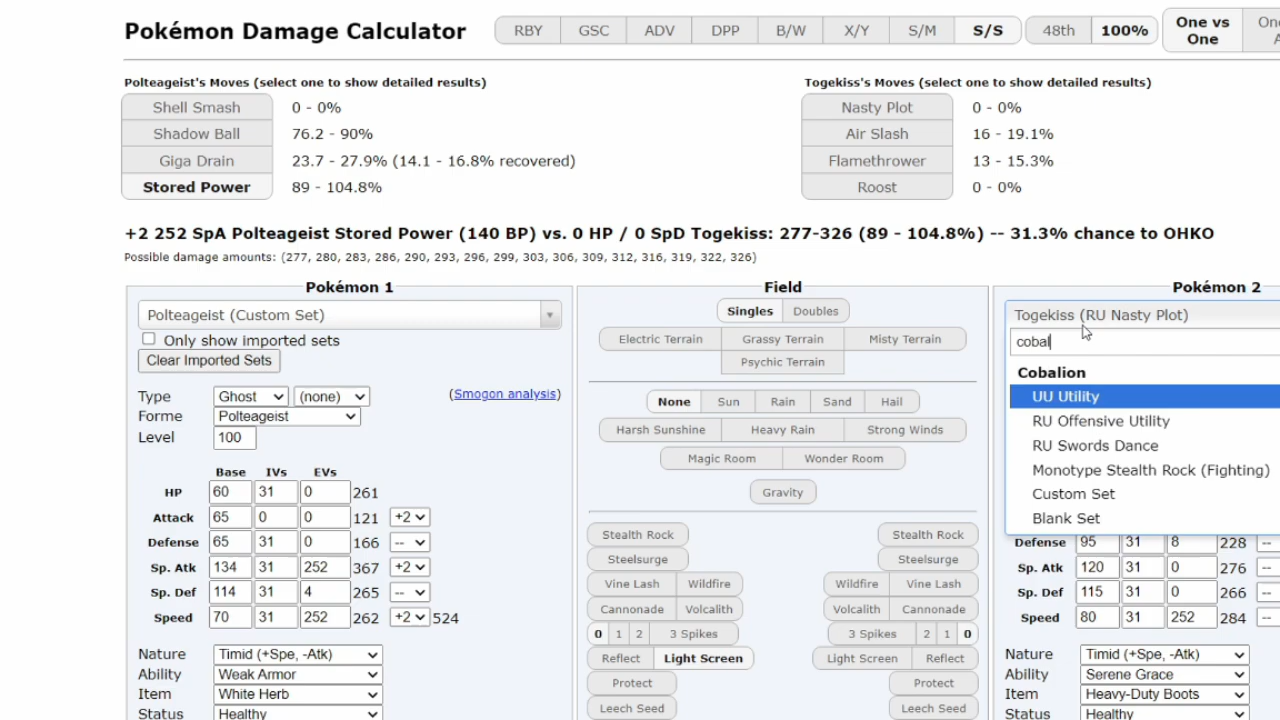 Pokémon Damage Calculator
RBY GSC ADV DPP B/W X/Y S/M S/S 48th 100% One vs One
Polteageist's Moves (select one to show detailed results)
Shell Smash 0 - 0%
Shadow Ball 76.2 - 90%
Giga Drain 23.7 - 27.9% (14.1 - 16.8% recovered)
Stored Power 89 - 104.8%
Togekiss's Moves (select one to show detailed results)
Nasty Plot 0 - 0%
Air Slash 16 - 19.1%
Flamethrower 13 - 15.3%
Roost 0 - 0%
+2 252 SpA Polteageist Stored Power (140 BP) vs. 0 HP / 0 SpD Togekiss: 277-326 (89 - 104.8%) -- 31.3% chance to OHKO
Possible damage amounts: (277, 280, 283, 286, 290, 293, 296, 299, 303, 306, 309, 312, 316, 319, 322, 326)
Pokémon 1
Polteageist (Custom Set)
Only show imported sets
Clear Imported Sets
Type Ghost (none) (Smogon analysis)
Forme Polteageist
Level 100
Base IVs EVs
HP 60 31 0 261
Attack 65 0 0 121 +2
Defense 65 31 0 166 --
Sp. Atk 134 31 252 367 +2
Sp. Def 114 31 4 265 --
Speed 70 31 252 262 +2 524
Nature Timid (+Spe, -Atk)
Ability Weak Armor
Item White Herb
Status Healthy
Field
Singles Doubles
Electric Terrain Grassy Terrain Misty Terrain
Psychic Terrain
None Sun Rain Sand Hail
Harsh Sunshine Heavy Rain Strong Winds
Magic Room Wonder Room
Gravity
Stealth Rock Stealth Rock
Steelsurge Steelsurge
Vine Lash Wildfire Wildfire Vine Lash
Cannonade Volcalith Volcalith Cannonade
0 1 2 3 Spikes 3 Spikes 2 1 0
Reflect Light Screen Light Screen Reflect
Protect Protect
Leech Seed Leech Seed
Pokémon 2
Togekiss (RU Nasty Plot)
cobal
Cobalion
UU Utility
RU Offensive Utility
RU Swords Dance
Monotype Stealth Rock (Fighting)
Custom Set
Blank Set
Defense 95 31 8 228 --
Sp. Atk 120 31 0 276 --
Sp. Def 115 31 0 266 --
Speed 80 31 252 284 --
Nature Timid (+Spe, -Atk)
Ability Serene Grace
Item Heavy-Duty Boots
Status Healthy